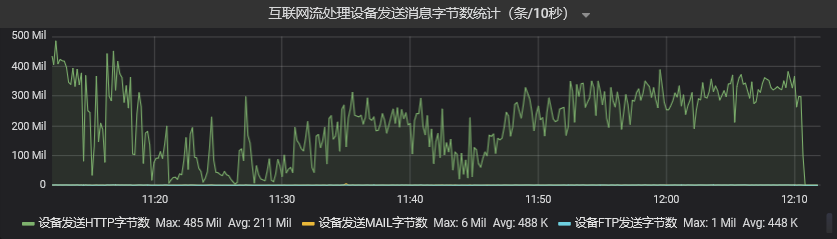 互联网流处理设备发送消息字节数统计（条/10秒）
500 Mil
400 Mil
300 Mil
200 Mil
100 Mil
0
11:20 11:30 11:40 11:50 12:00 12:10
设备发送HTTP字节数 Max: 485 Mil Avg: 211 Mil 设备发送MAIL字节数 Max: 6 Mil Avg: 488 K 设备FTP发送字节数 Max: 1 Mil Avg: 448 K